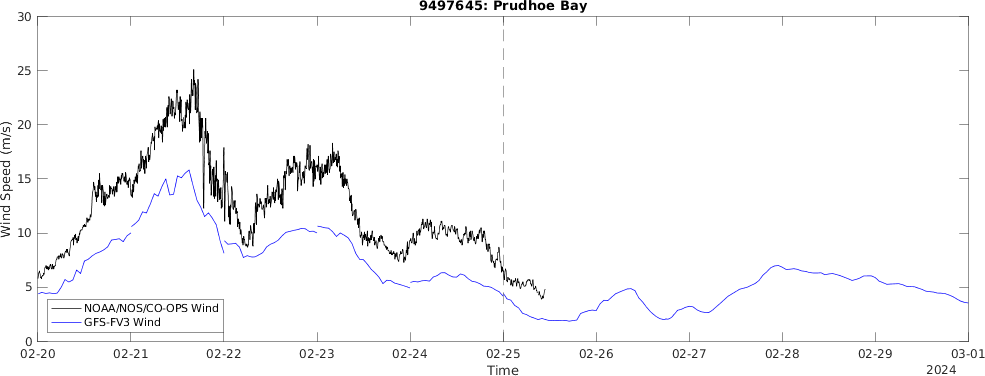 9497645: Prudhoe Bay
30
25
20
15
10
5
0
Wind Speed (m/s)
NOAA/NOS/CO-OPS Wind
GFS-FV3 Wind
02-20 02-21 02-22 02-23 02-24 02-25 02-26 02-27 02-28 02-29 03-01
Time
2024